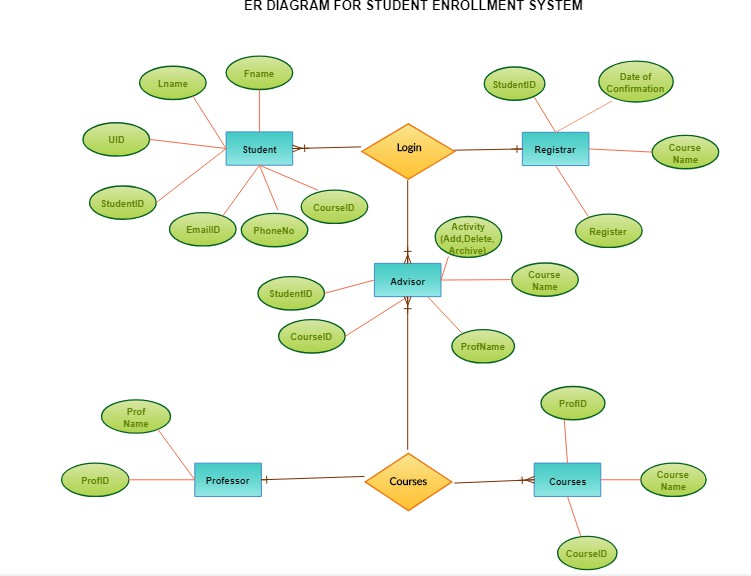 ER DIAGRAM FOR STUDENT ENROLLMENT SYSTEM
Fname
Lname
UID
StudentID
EmailID
PhoneNo
CourseID
Student
Login
StudentID
Date of
Confirmation
Course
Name
Register
Registrar
Activity
(Add,Delete,
Archive)
StudentID
CourseID
Advisor
Course
Name
ProfName
Prof
Name
ProfID
Professor
Courses
ProfID
Courses
Course
Name
CourseID